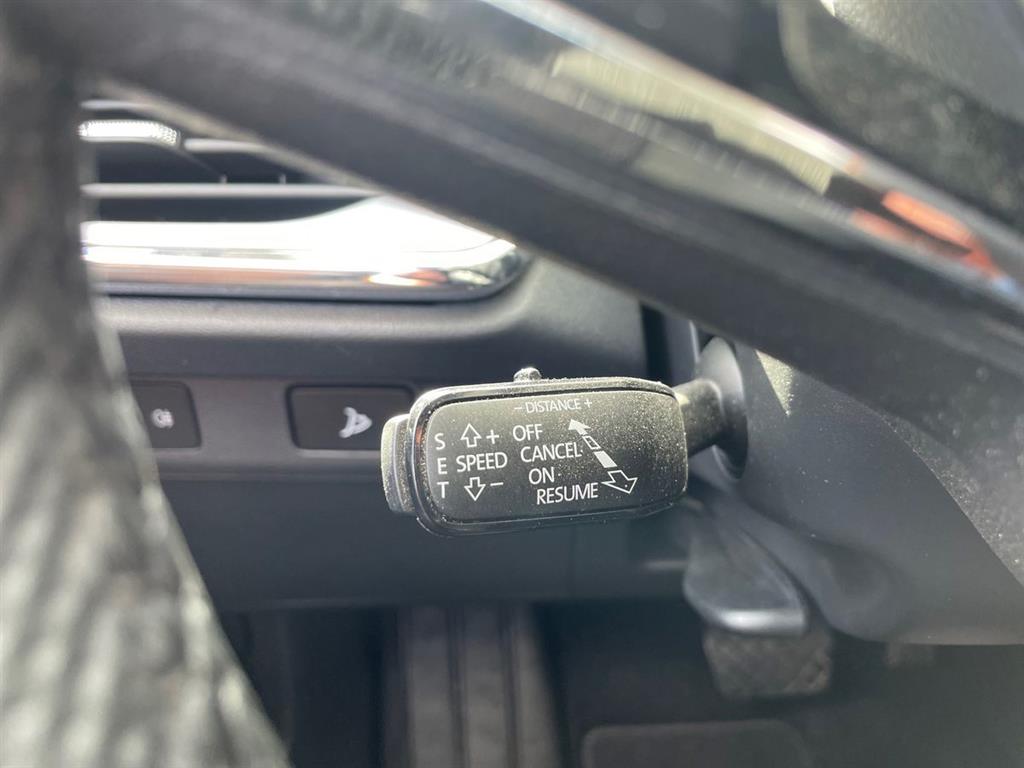 − DISTANCE +
S + OFF
E SPEED CANCEL
T − ON
RESUME